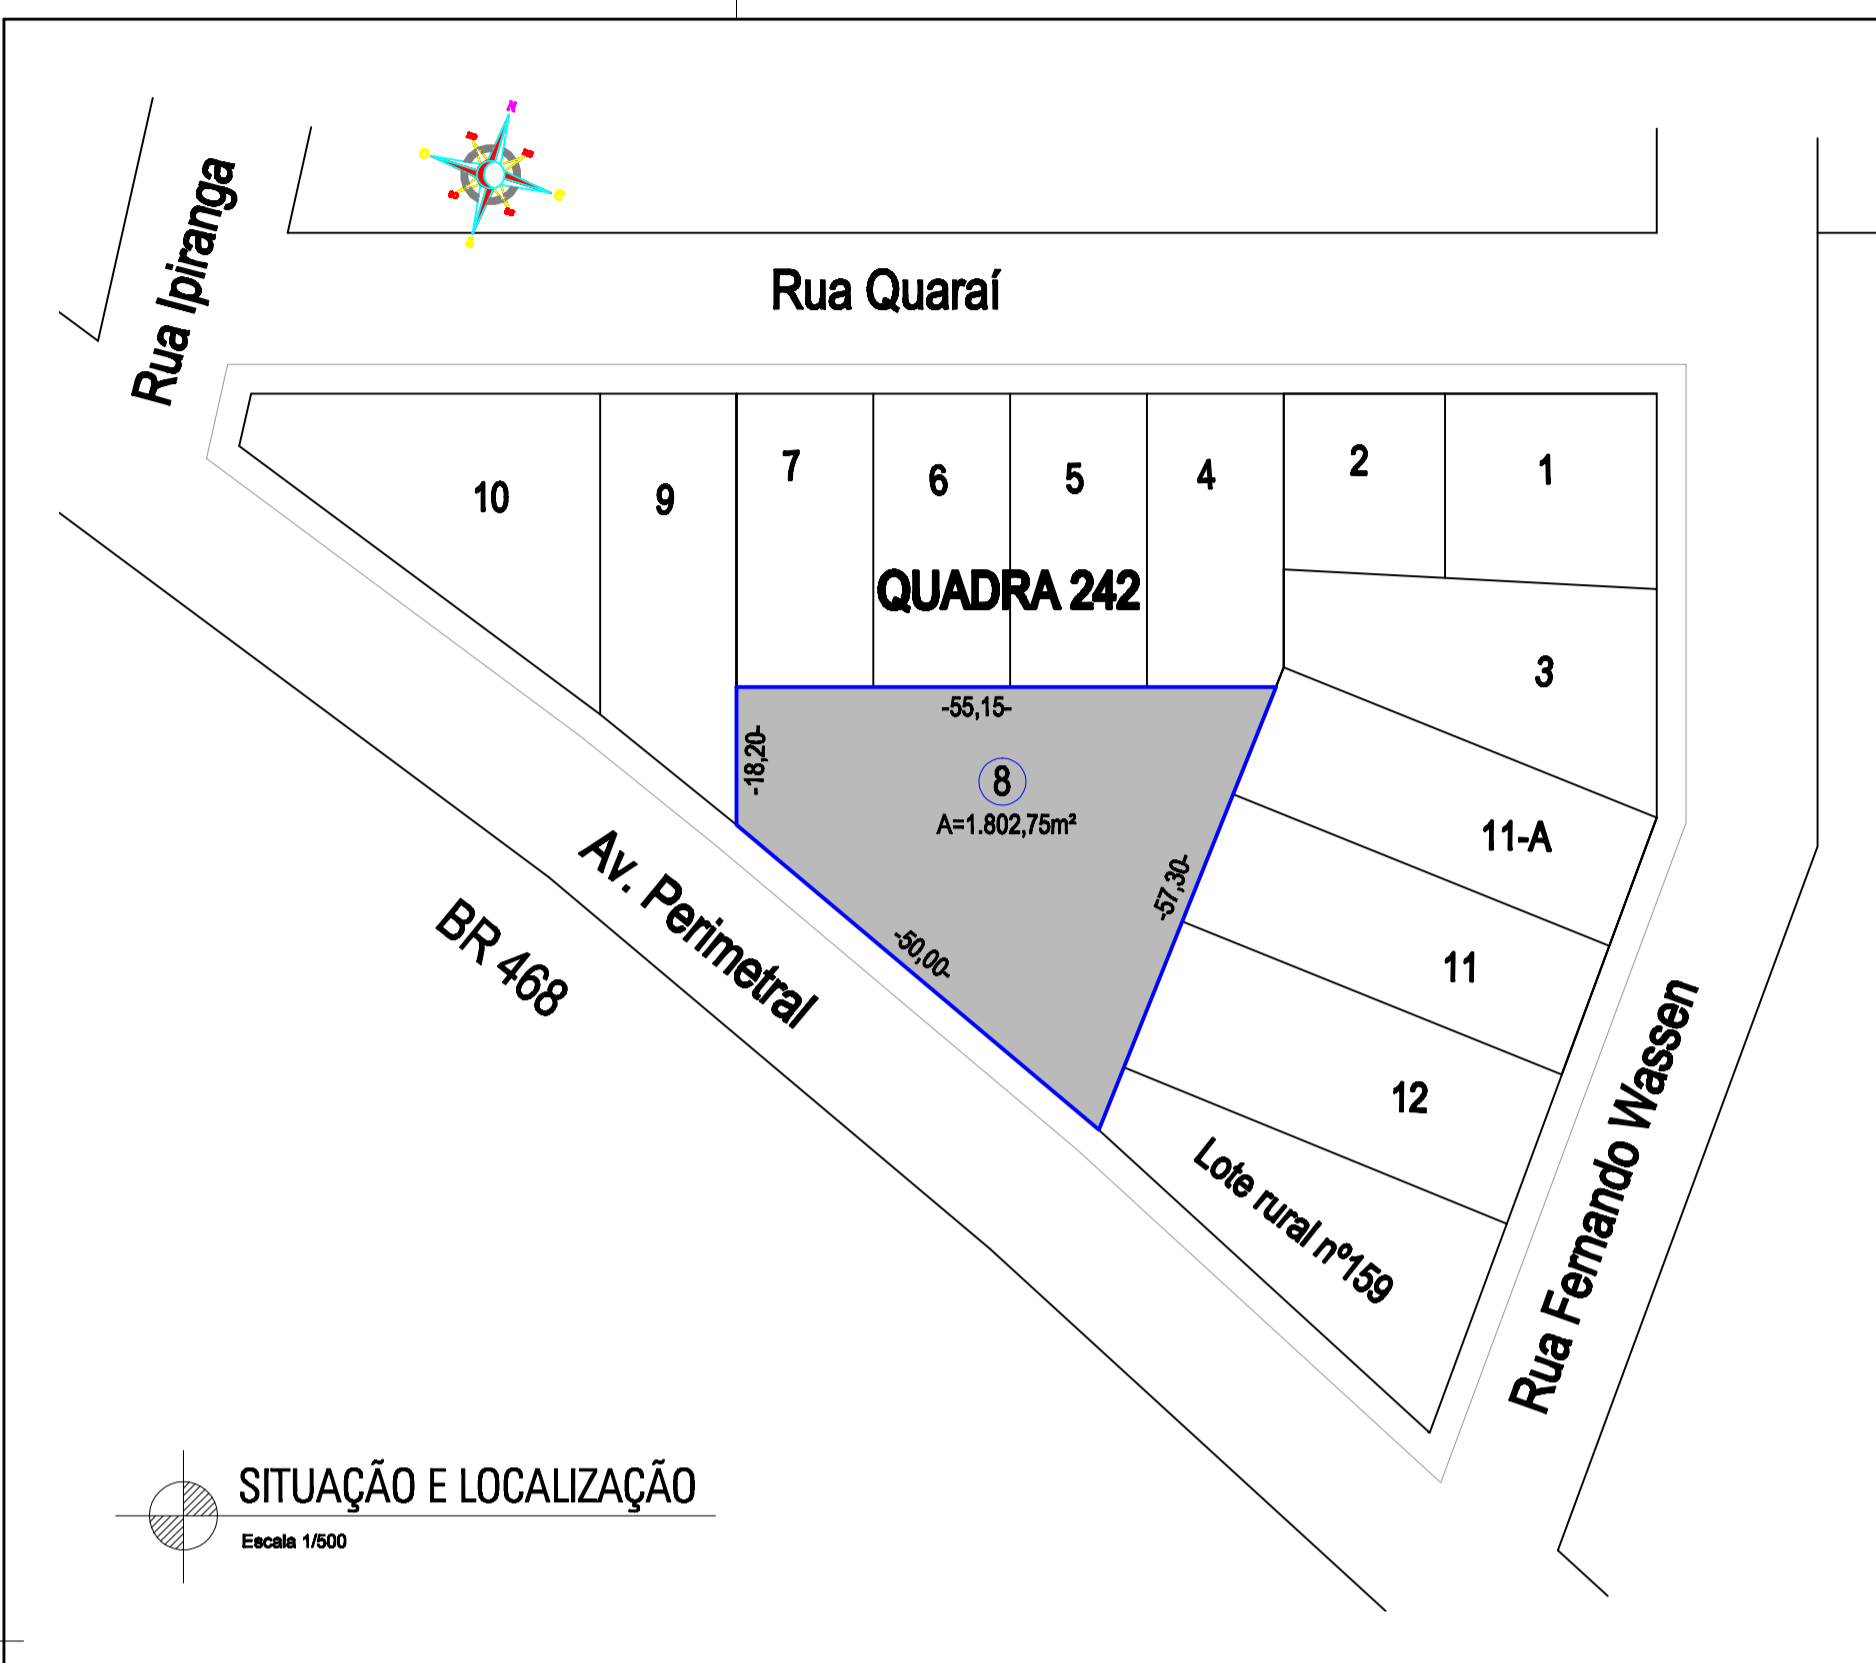 N
O
Rua Ipiranga
Rua Quaraí
10
9
7
6
5
4
2
1
QUADRA 242
3
-55,15-
-18,20-
8
A=1.802,75m²
11-A
-57,30-
Av. Perimetral
BR 468
-50,00-
11
12
Lote rural nº159
Rua Fernando Wassen
SITUAÇÃO E LOCALIZAÇÃO
Escala 1/500